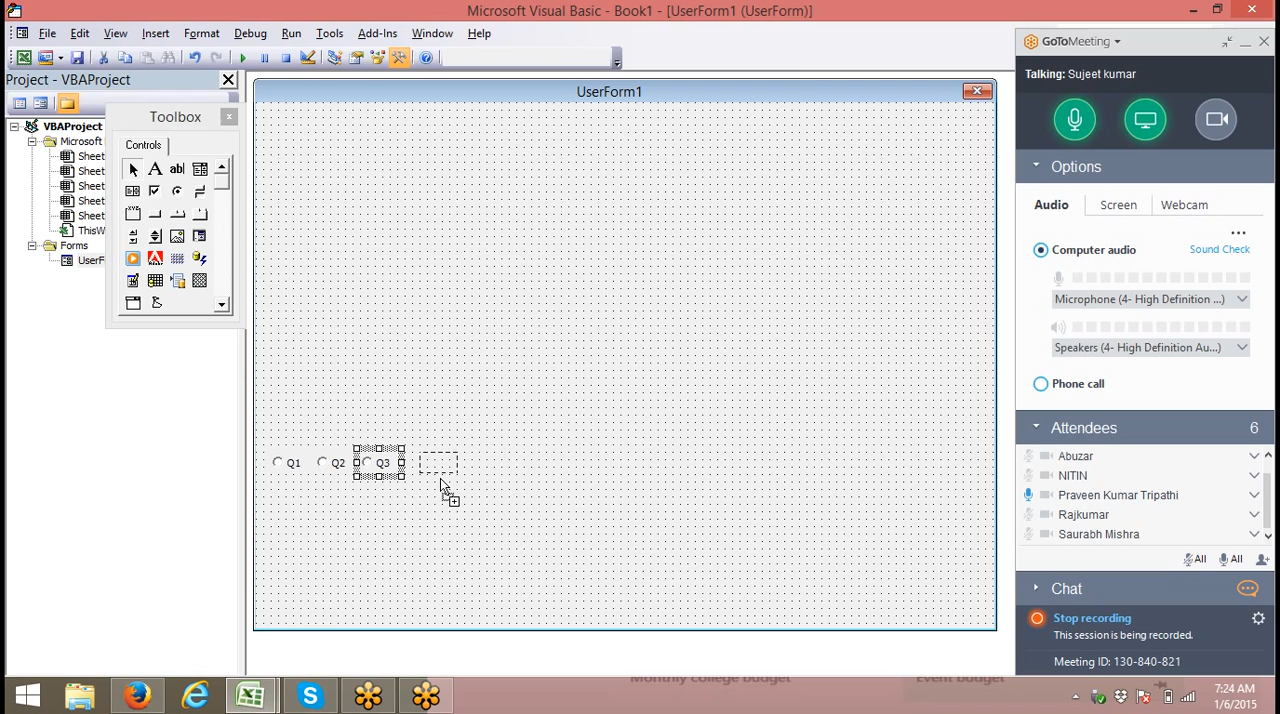 Microsoft Visual Basic - Book1 - [UserForm1 (UserForm)]
File Edit View Insert Format Debug Run Tools Add-Ins Window Help
Project - VBAProject
Toolbox
Controls
VBAProject
Microsoft
Sheet
Sheet
Sheet
Sheet
Sheet
ThisW
Forms
UserF
UserForm1
Q1 Q2 Q3
GoToMeeting
Talking: Sujeet kumar
Options
Audio Screen Webcam
Computer audio Sound Check
Microphone (4- High Definition ...)
Speakers (4- High Definition Au...)
Phone call
Attendees 6
Abuzar
NITIN
Praveen Kumar Tripathi
Rajkumar
Saurabh Mishra
All All
Chat
Stop recording
This session is being recorded.
Meeting ID: 130-840-821
Monthly college budget Event budget
7:24 AM
1/6/2015